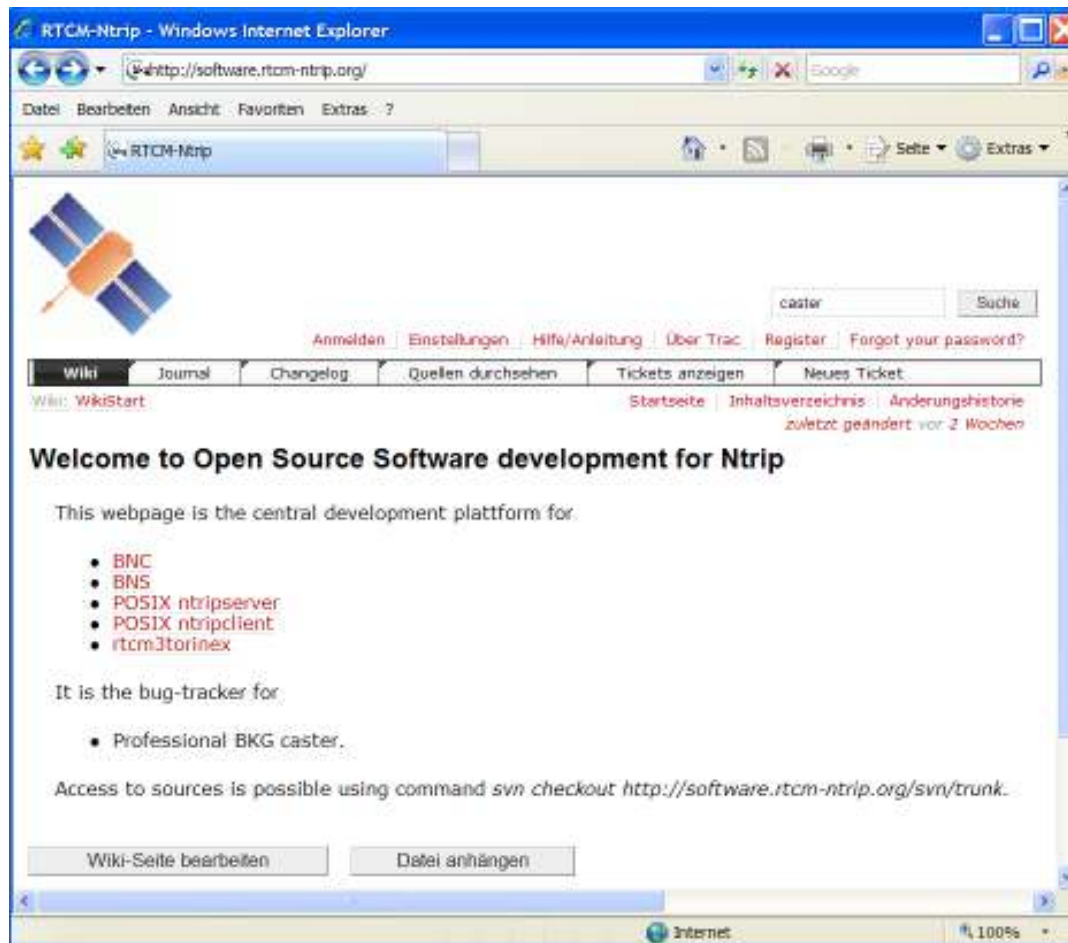 RTCM-Ntrip - Windows Internet Explorer
http://software.rtcm-ntrip.org/ Google
Datei Bearbeiten Ansicht Favoriten Extras ?
RTCM-Ntrip Seite Extras
caster Suche
Anmelden Einstellungen Hilfe/Anleitung Über Trac Register Forgot your password?
Wiki Journal Changelog Quellen durchsehen Tickets anzeigen Neues Ticket
Wiki: WikiStart Startseite Inhaltsverzeichnis Änderungshistorie
zuletzt geändert vor 2 Wochen
Welcome to Open Source Software development for Ntrip
This webpage is the central development plattform for
• BNC
• BNS
• POSIX ntripserver
• POSIX ntripclient
• rtcm3torinex
It is the bug-tracker for
• Professional BKG caster.
Access to sources is possible using command svn checkout http://software.rtcm-ntrip.org/svn/trunk.
Wiki-Seite bearbeiten Datei anhängen
Internet 100%